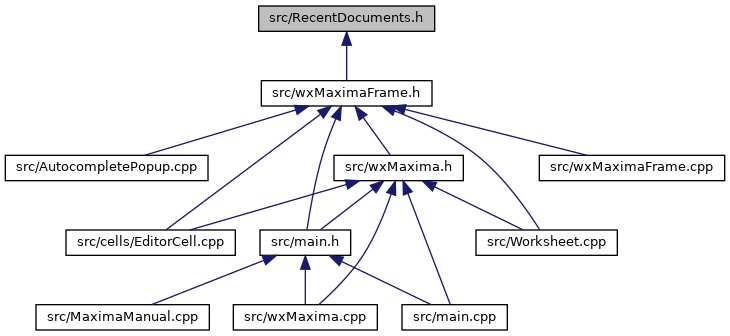 src/RecentDocuments.h
src/wxMaximaFrame.h
src/AutocompletePopup.cpp
src/wxMaxima.h
src/wxMaximaFrame.cpp
src/cells/EditorCell.cpp
src/main.h
src/Worksheet.cpp
src/MaximaManual.cpp
src/wxMaxima.cpp
src/main.cpp